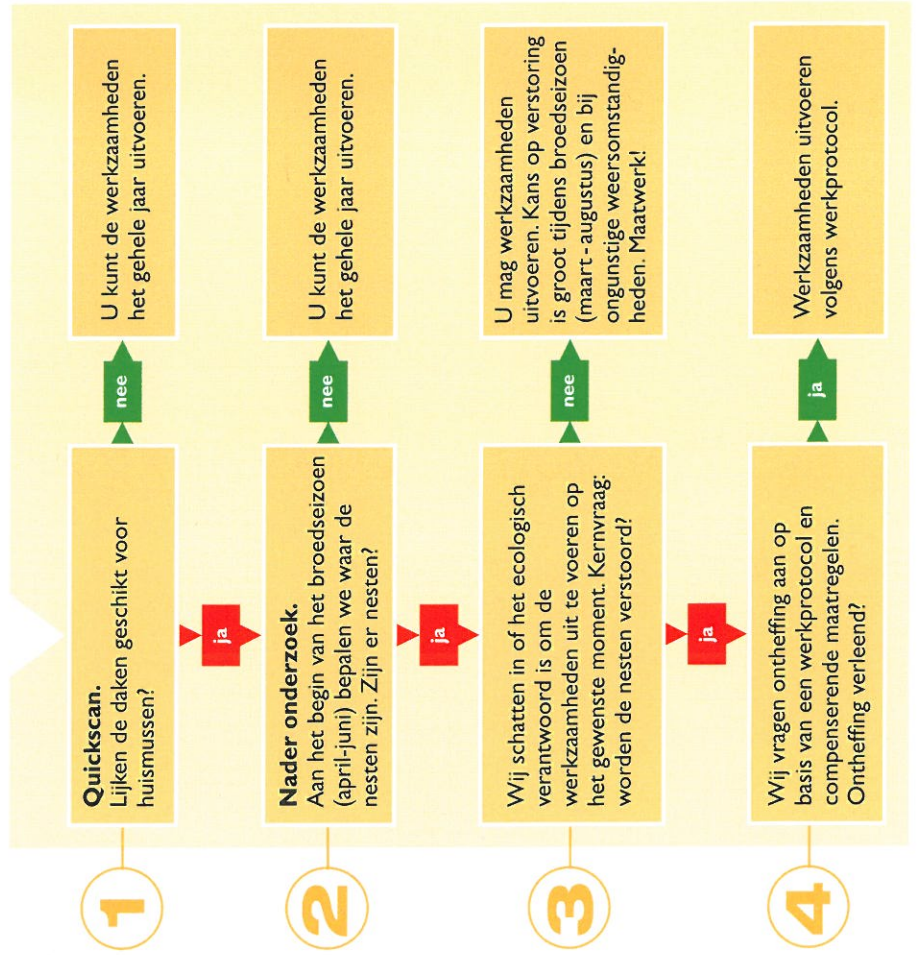 1
Quickscan.
Lijken de daken geschikt voor
huismussen?
nee
U kunt de werkzaamheden
het gehele jaar uitvoeren.
ja
2
Nader onderzoek.
Aan het begin van het broedseizoen
(april-juni) bepalen we waar de
nesten zijn. Zijn er nesten?
nee
U kunt de werkzaamheden
het gehele jaar uitvoeren.
ja
3
Wij schatten in of het ecologisch
verantwoord is om de
werkzaamheden uit te voeren op
het gewenste moment. Kernvraag:
worden de nesten verstoord?
nee
U mag werkzaamheden
uitvoeren. Kans op verstoring
is groot tijdens broedseizoen
(maart - augustus) en bij
ongunstige weersomstandig-
heden. Maatwerk!
ja
4
Wij vragen ontheffing aan op
basis van een werkprotocol en
compenserende maatregelen.
Ontheffing verleend?
ja
Werkzaamheden uitvoeren
volgens werkprotocol.